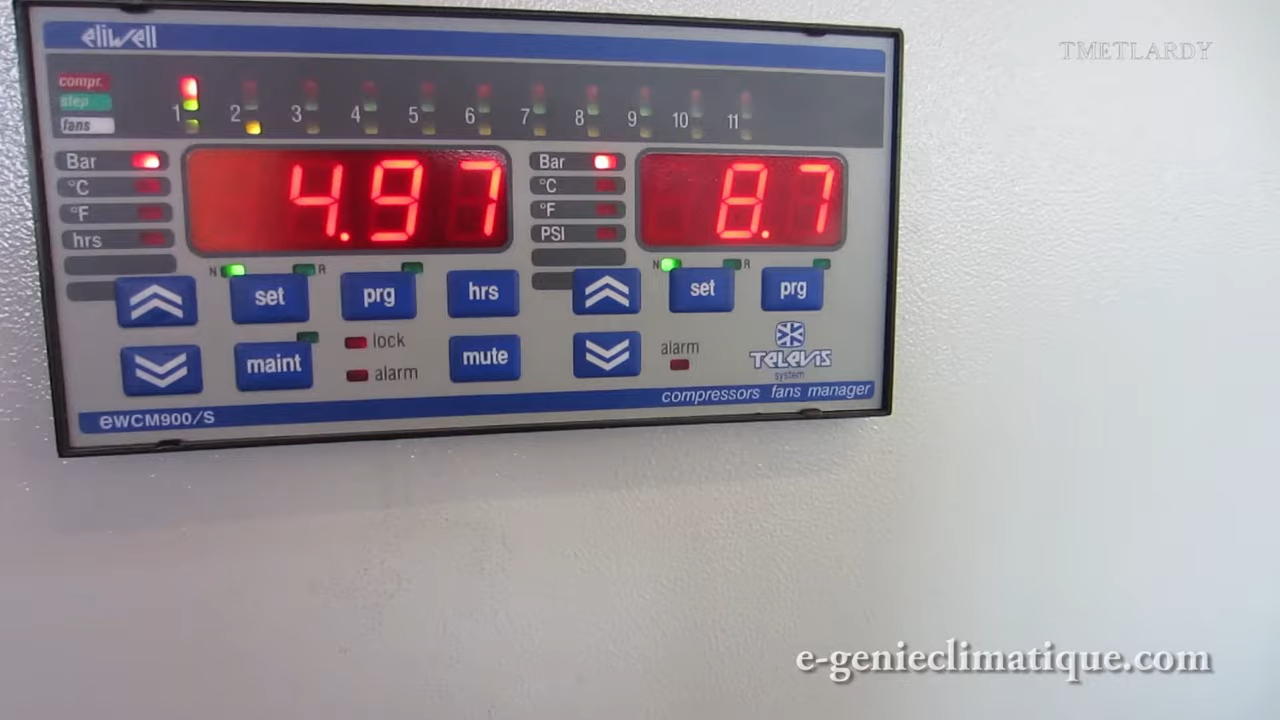 eliwell
TMETLARDY
compr.
step
fans
1 2 3 4 5 6 7 8 9 10 11
Bar
°C
°F
hrs
4.97
Bar
°C
°F
PSI
8.7
N R
N R
set prg hrs
set prg
maint
lock
alarm
mute
alarm
TELEVIS
system
compressors fans manager
eWCM900/S
e-genieclimatique.com